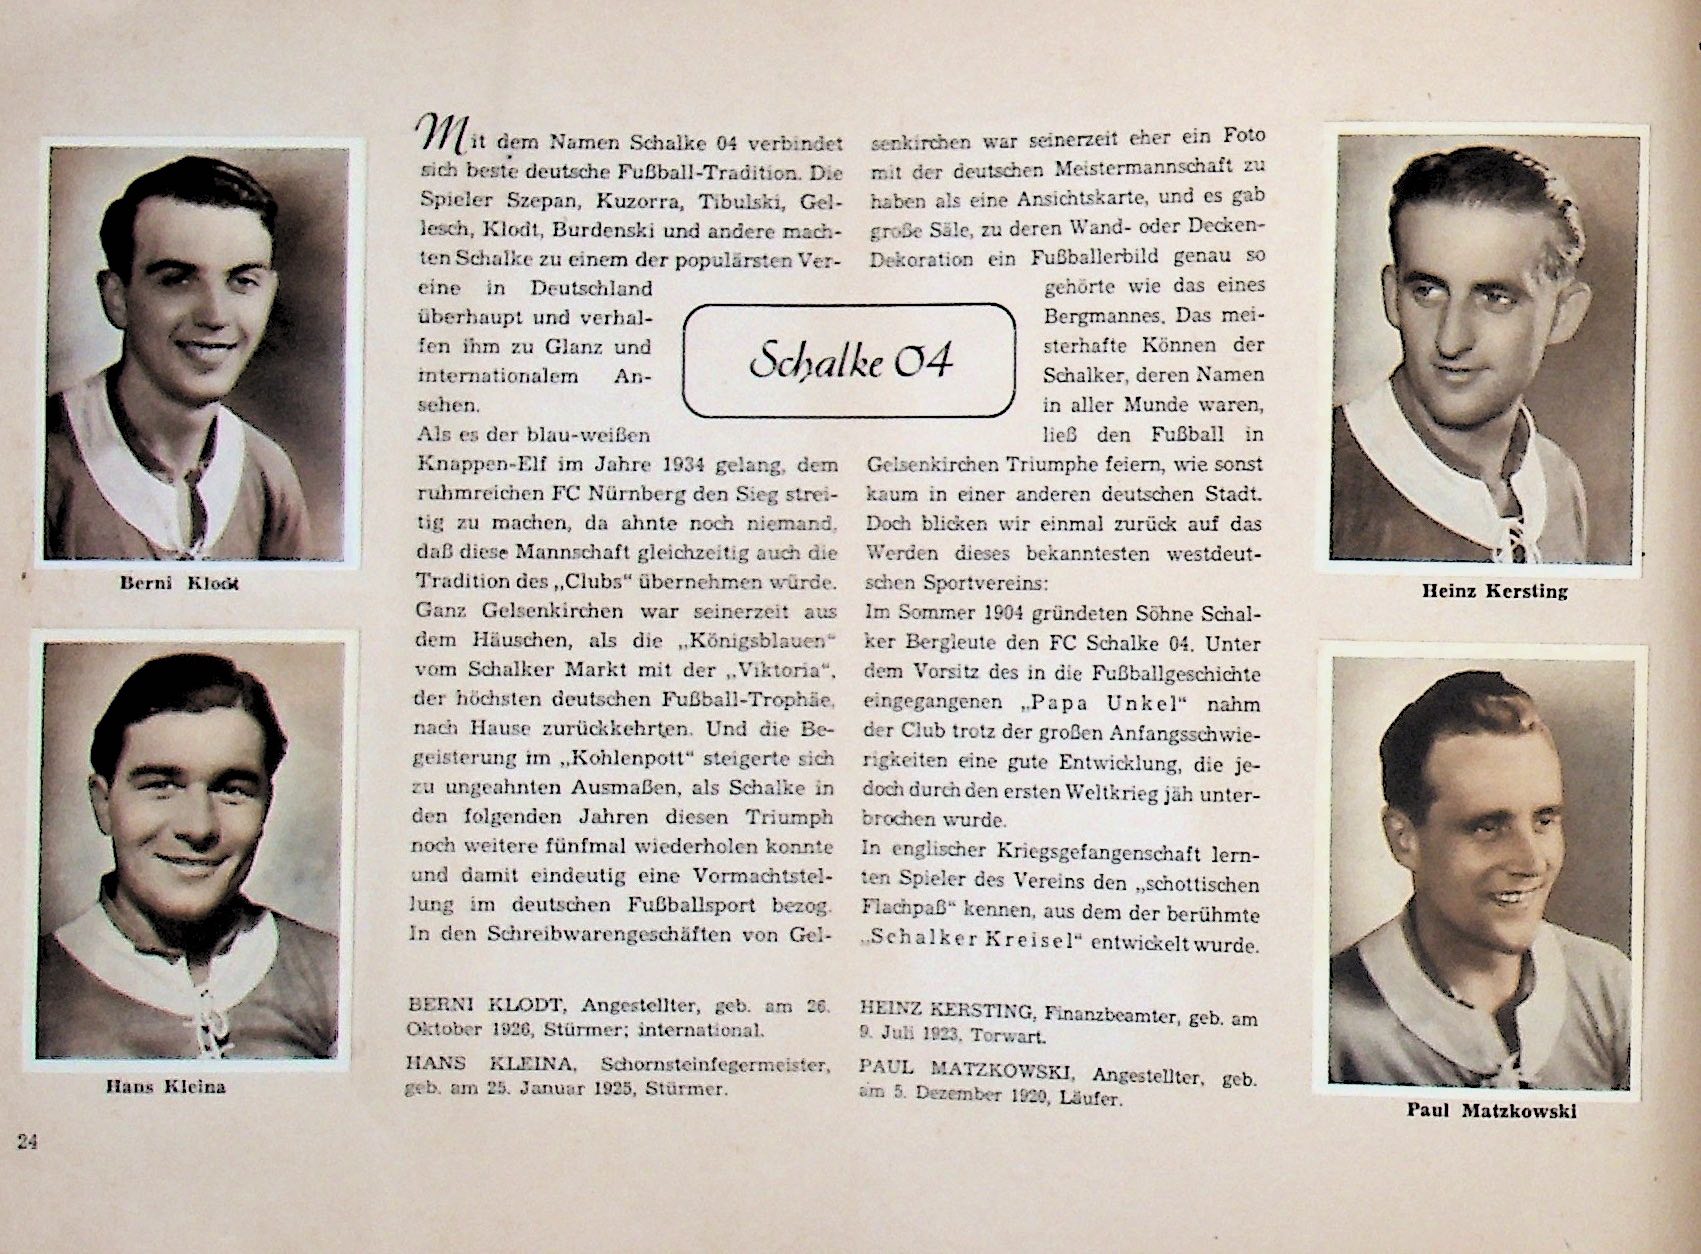 Mit dem Namen Schalke 04 verbindet
sich beste deutsche Fußball-Tradition. Die
Spieler Szepan, Kuzorra, Tibulski, Gel-
lesch, Klodt, Burdenski und andere mach-
ten Schalke zu einem der populärsten Ver-
eine in Deutschland
überhaupt und verhal-
fen ihm zu Glanz und
internationalem An-
sehen.
Als es der blau-weißen
Knappen-Elf im Jahre 1934 gelang, dem
ruhmreichen FC Nürnberg den Sieg strei-
tig zu machen, da ahnte noch niemand,
daß diese Mannschaft gleichzeitig auch die
Tradition des „Clubs“ übernehmen würde.
Ganz Gelsenkirchen war seinerzeit aus
dem Häuschen, als die „Königsblauen“
vom Schalker Markt mit der „Viktoria“,
der höchsten deutschen Fußball-Trophäe,
nach Hause zurückkehrten. Und die Be-
geisterung im „Kohlenpott“ steigerte sich
zu ungeahnten Ausmaßen, als Schalke in
den folgenden Jahren diesen Triumph
noch weitere fünfmal wiederholen konnte
und damit eindeutig eine Vormachtstel-
lung im deutschen Fußballsport bezog.
In den Schreibwarengeschäften von Gel-
senkirchen war seinerzeit eher ein Foto
mit der deutschen Meistermannschaft zu
haben als eine Ansichtskarte, und es gab
große Säle, zu deren Wand- oder Decken-
Dekoration ein Fußballerbild genau so
gehörte wie das eines
Bergmannes. Das mei-
sterhafte Können der
Schalker, deren Namen
in aller Munde waren,
ließ den Fußball in
Gelsenkirchen Triumphe feiern, wie sonst
kaum in einer anderen deutschen Stadt.
Doch blicken wir einmal zurück auf das
Werden dieses bekanntesten westdeut-
schen Sportvereins:
Im Sommer 1904 gründeten Söhne Schal-
ker Bergleute den FC Schalke 04. Unter
dem Vorsitz des in die Fußballgeschichte
eingegangenen „Papa Unkel“ nahm
der Club trotz der großen Anfangsschwie-
rigkeiten eine gute Entwicklung, die je-
doch durch den ersten Weltkrieg jäh unter-
brochen wurde.
In englischer Kriegsgefangenschaft lern-
ten Spieler des Vereins den „schottischen
Flachpaß“ kennen, aus dem der berühmte
„Schalker Kreisel“ entwickelt wurde.
Schalke 04
BERNI KLODT, Angestellter, geb. am 26.
Oktober 1926, Stürmer; international.
HANS KLEINA, Schornsteinfegermeister,
geb. am 25. Januar 1925, Stürmer.
HEINZ KERSTING, Finanzbeamter, geb. am
9. Juli 1923, Torwart.
PAUL MATZKOWSKI, Angestellter, geb.
am 5. Dezember 1920, Läufer.
Berni Klodt
Hans Kleina
Heinz Kersting
Paul Matzkowski
24